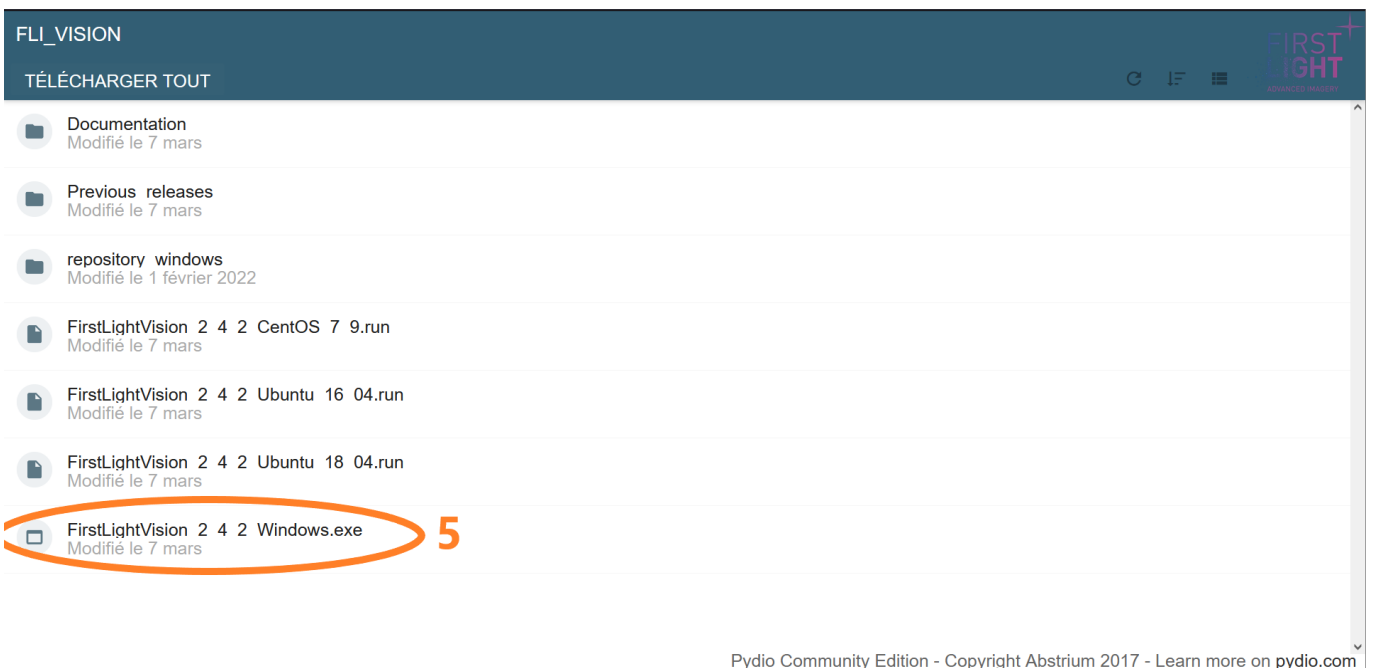 FLI_VISION
FIRST
LIGHT
ADVANCED IMAGERY
TÉLÉCHARGER TOUT
Documentation
Modifié le 7 mars
Previous releases
Modifié le 7 mars
repository windows
Modifié le 1 février 2022
FirstLightVision 2 4 2 CentOS 7 9.run
Modifié le 7 mars
FirstLightVision 2 4 2 Ubuntu 16 04.run
Modifié le 7 mars
FirstLightVision 2 4 2 Ubuntu 18 04.run
Modifié le 7 mars
FirstLightVision 2 4 2 Windows.exe
5
Modifié le 7 mars
Pydio Community Edition - Copyright Abstrium 2017 - Learn more on pydio.com